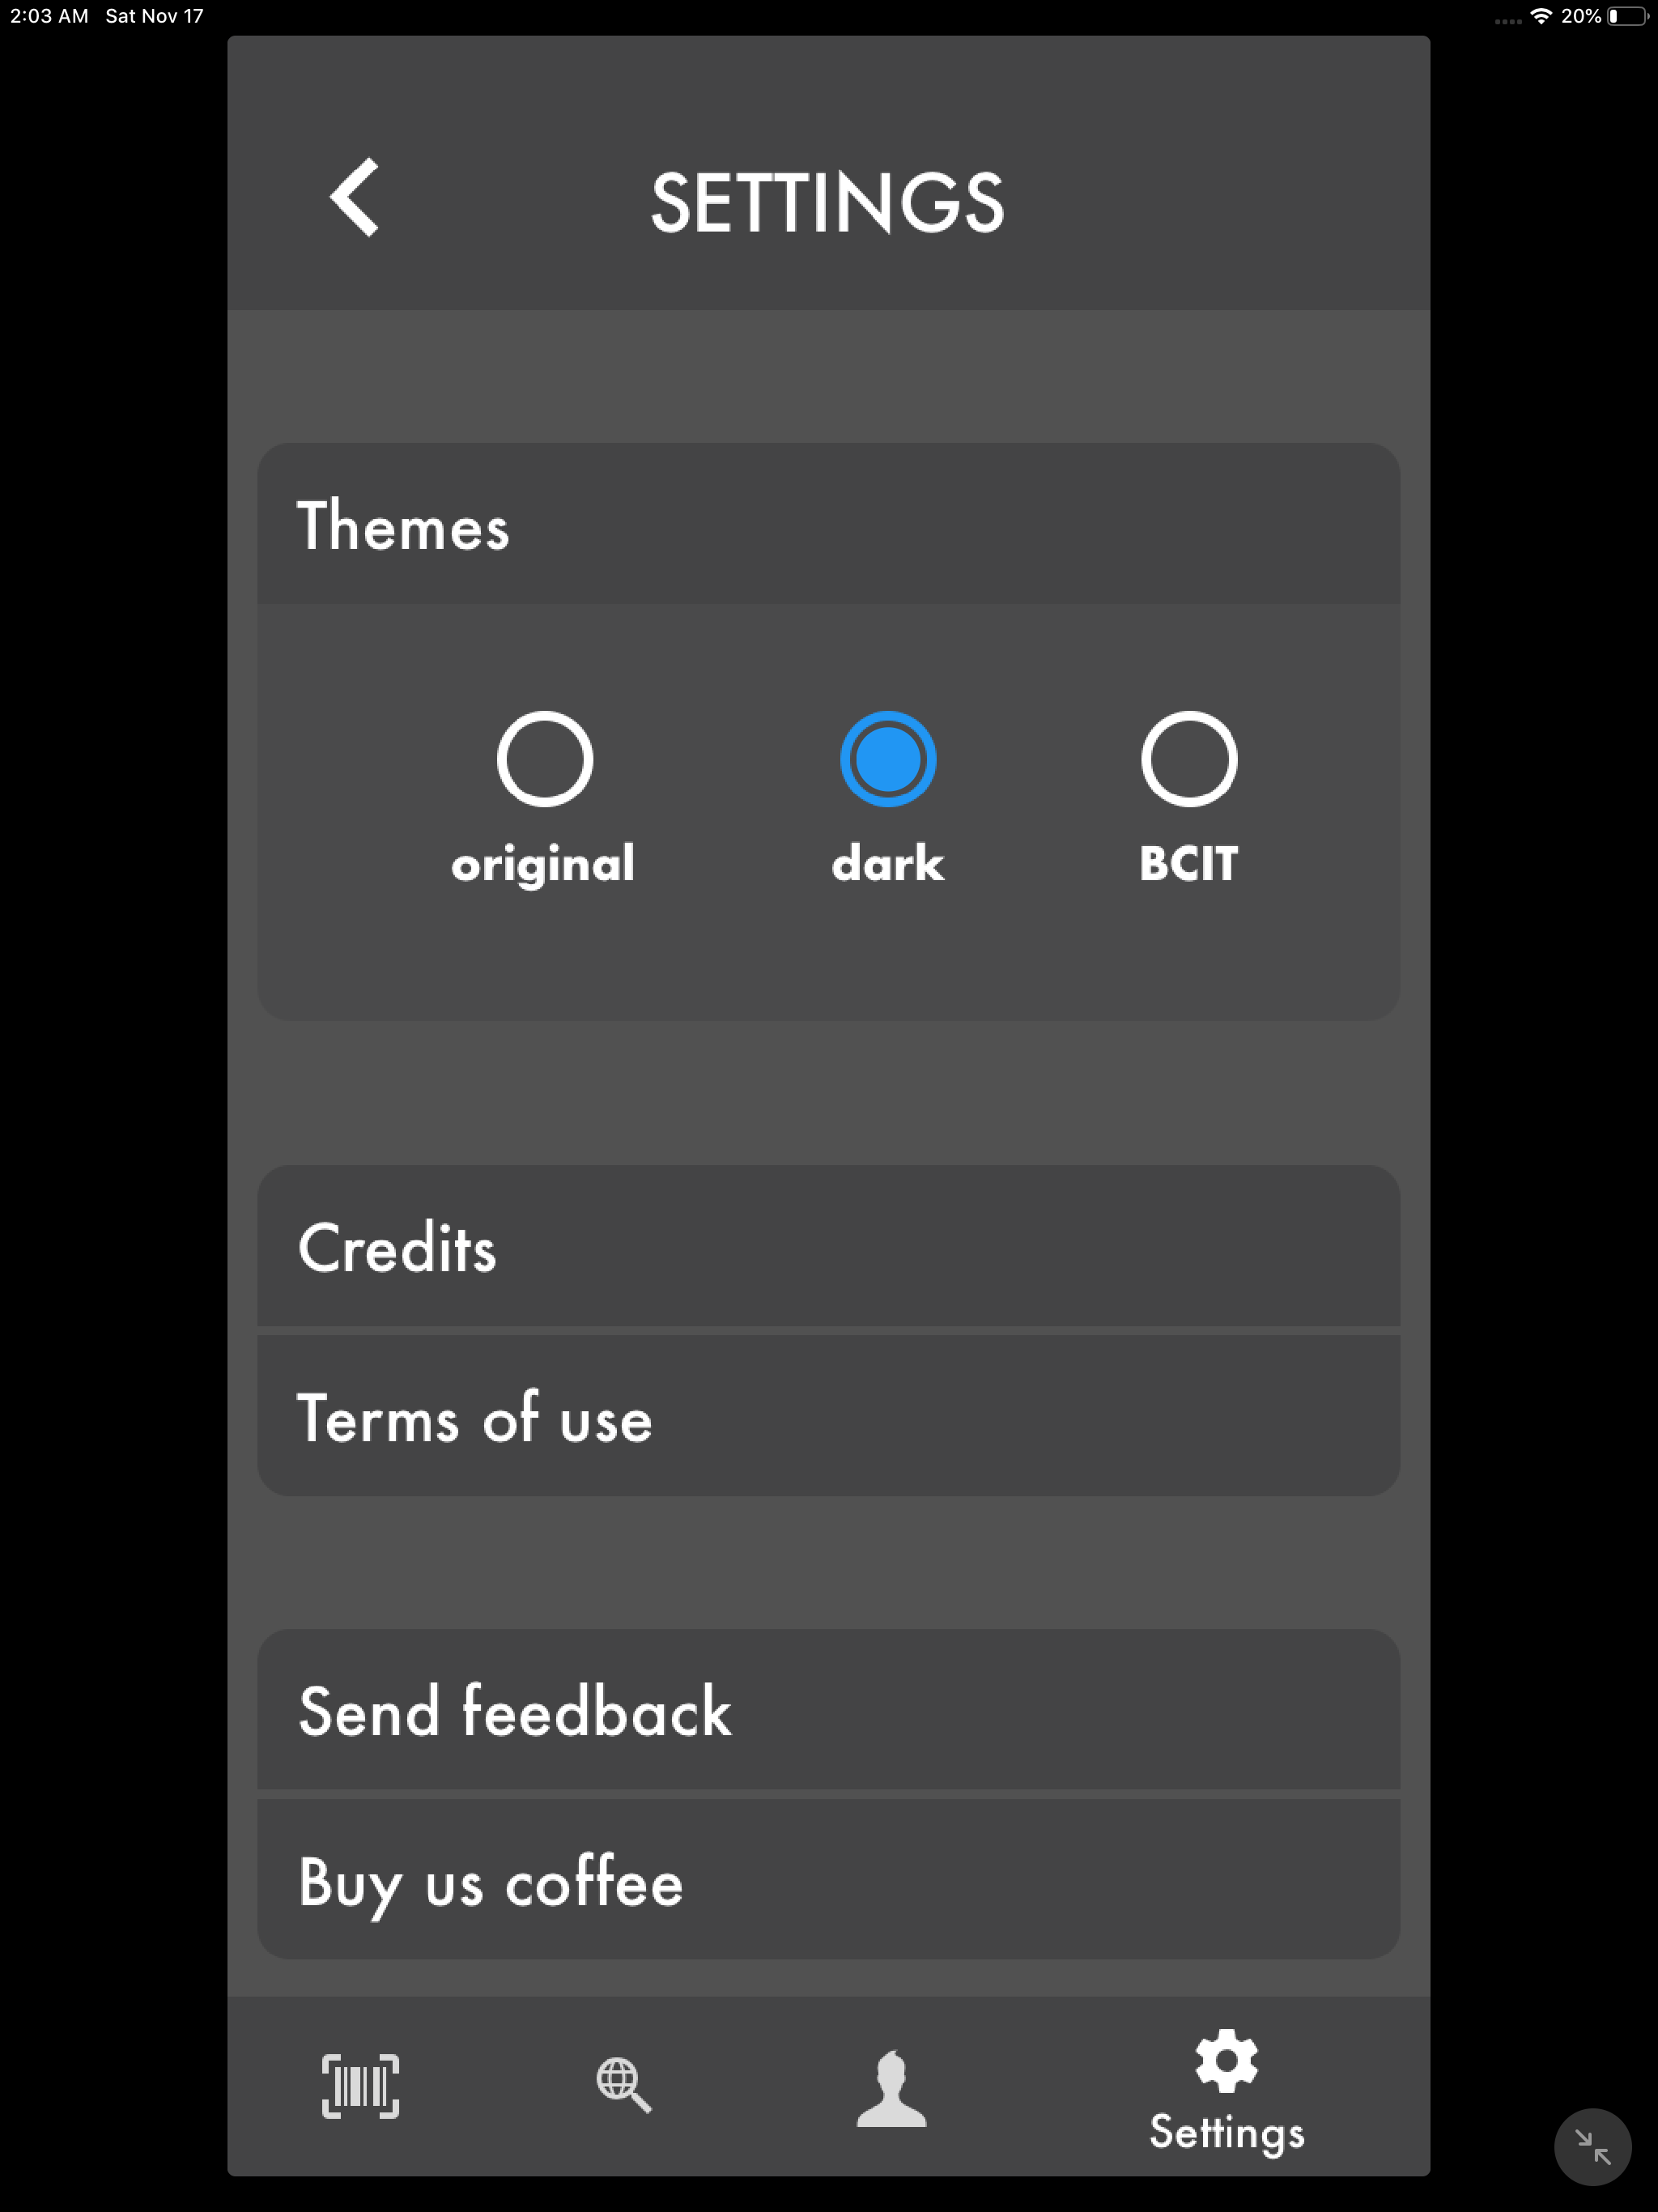 2:03 AM Sat Nov 17 20%
SETTINGS
Themes
original dark BCIT
Credits
Terms of use
Send feedback
Buy us coffee
Settings